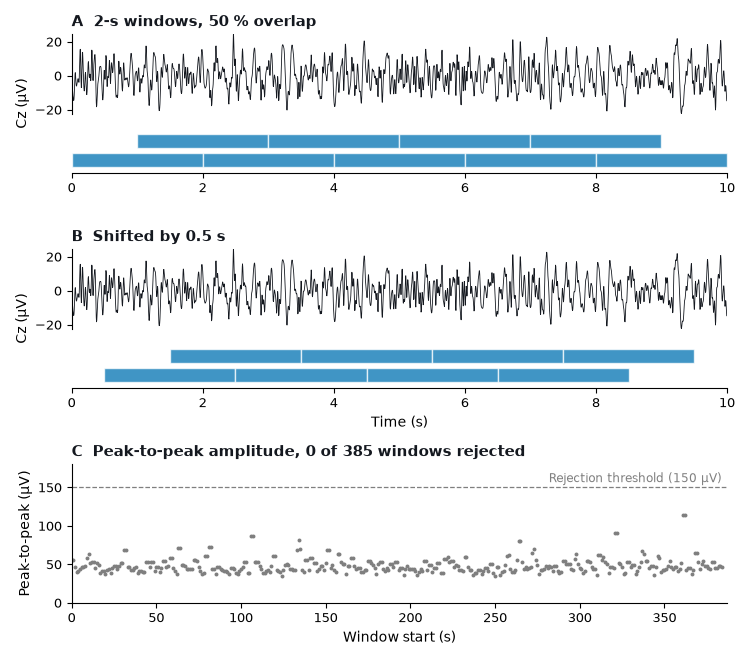 A 2-s windows, 50 % overlap
Cz (µV)
20
0
−20
0 2 4 6 8 10
B Shifted by 0.5 s
Cz (µV)
20
0
−20
0 2 4 6 8 10
Time (s)
C Peak-to-peak amplitude, 0 of 385 windows rejected
Peak-to-peak (µV)
Rejection threshold (150 µV)
150
100
50
0
0 50 100 150 200 250 300 350
Window start (s)